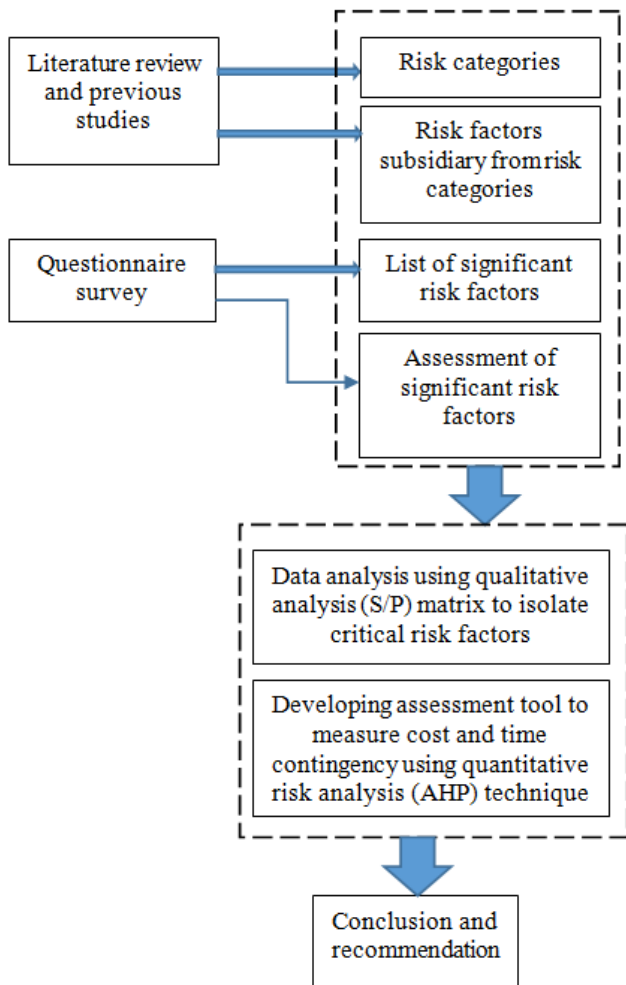 Literature review
and previous
studies
Risk categories
Risk factors
subsidiary from risk
categories
Questionnaire
survey
List of significant
risk factors
Assessment of
significant risk
factors
Data analysis using qualitative
analysis (S/P) matrix to isolate
critical risk factors
Developing assessment tool to
measure cost and time
contingency using quantitative
risk analysis (AHP) technique
Conclusion and
recommendation